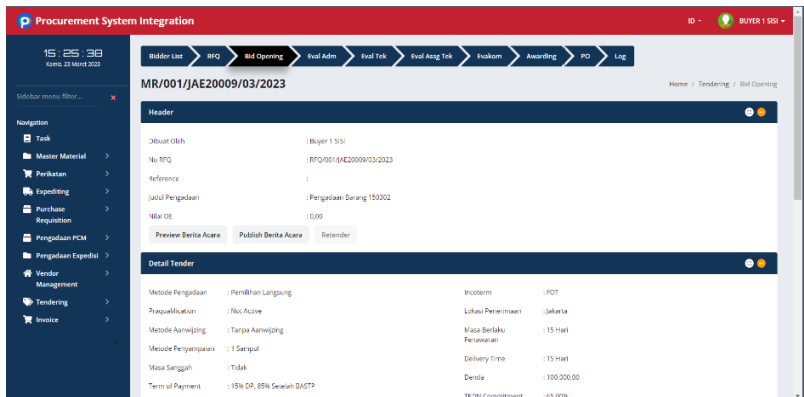 Procurement System Integration
ID
BUYER 1 SISI
15:25:38
Kamis, 23 Maret 2023
Sidebar menu filter...
Navigation
Task
Master Material
Perikatan
Expediting
Purchase
Requisition
Pengadaan PCM
Pengadaan Expedisi
Vendor
Management
Tendering
Invoice
Bidder List
RFQ
Bid Opening
Eval Adm
Eval Tek
Eval Assg Tek
Evakom
Awarding
PO
Log
MR/001/JAE20009/03/2023
Home / Tendering / Bid Opening
Header
Dibuat Oleh : Buyer 1 SISI
No RFQ : RFQ/001/JAE20009/03/2023
Reference :
Judul Pengadaan : Pengadaan Barang 150302
Nilai OE : 0,00
Preview Berita Acara
Publish Berita Acara
Retender
Detail Tender
Metode Pengadaan : Pemilihan Langsung
Praqualification : Not Active
Metode Aanwijzing : Tanpa Aanwijzing
Metode Penyampaian : 1 Sampul
Masa Sanggah : Tidak
Term of Payment : 15% DP, 85% Setelah BASTP
Incoterm : FOT
Lokasi Penerimaan : Jakarta
Masa Berlaku : 15 Hari
Penawaran
Delivery Time : 15 Hari
Denda : 100.000,00
TKDN Commitment : 65.00%